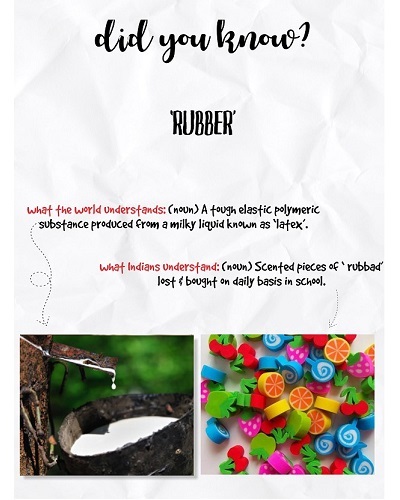 did you know?
'RUBBER'
what the world understands: (noun) A tough elastic polymeric
substance produced from a milky liquid known as 'latex'.
what Indians understand: (noun) Scented pieces of ' rubbad'
lost & bought on daily basis in school.